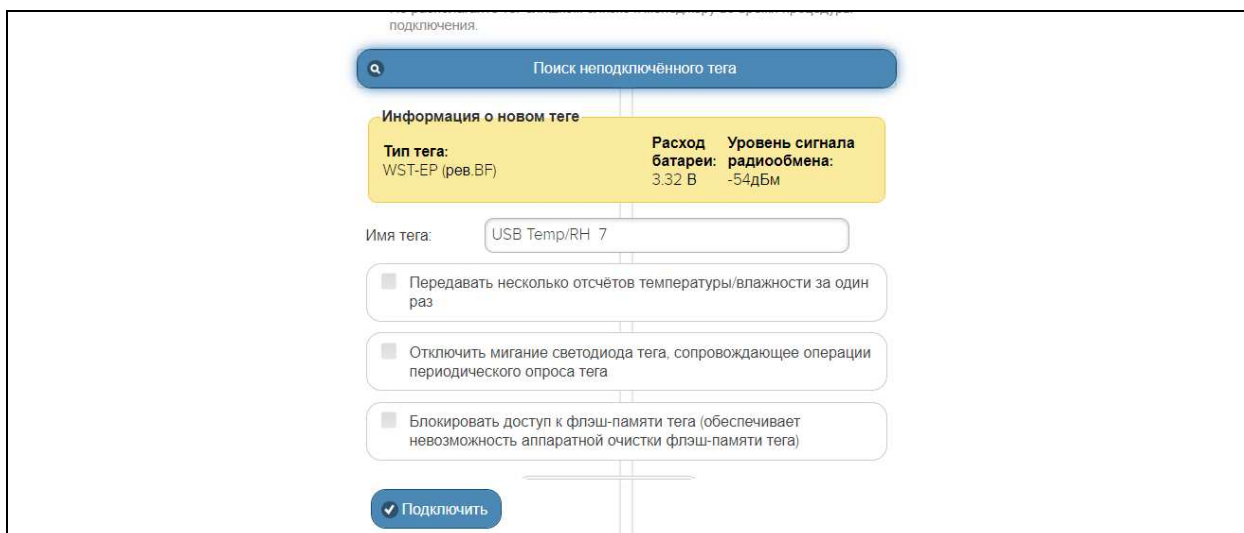 подключения.
Поиск неподключённого тега
Информация о новом теге
Тип тега:
WST-EP (рев.BF)
Расход
батареи:
3.32 В
Уровень сигнала
радиообмена:
-54дБм
Имя тега:
USB Temp/RH 7
Передавать несколько отсчётов температуры/влажности за один
раз
Отключить мигание светодиода тега, сопровождающее операции
периодического опроса тега
Блокировать доступ к флэш-памяти тега (обеспечивает
невозможность аппаратной очистки флэш-памяти тега)
Подключить